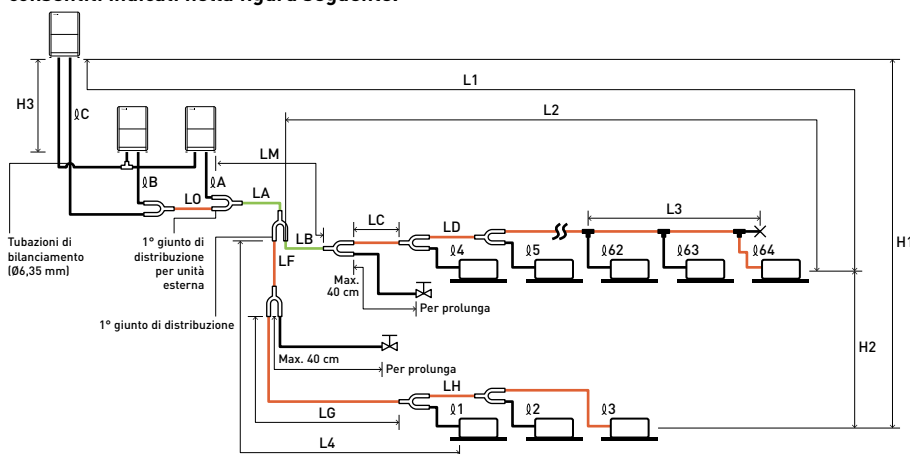 consentiti indicati nella figura seguente.
L1
H3
ℓC
L2
LM
ℓB
ℓA
LO
LA
LC
L3
LB
LD
H1
Tubazioni di
bilanciamento
(Ø6,35 mm)
1° giunto di
distribuzione
per unità
esterna
LF
ℓ4
ℓ5
ℓ62
ℓ63
ℓ64
Max.
40 cm
Per prolunga
1° giunto di distribuzione
H2
Max. 40 cm
Per prolunga
LH
LG
ℓ1
ℓ2
ℓ3
L4